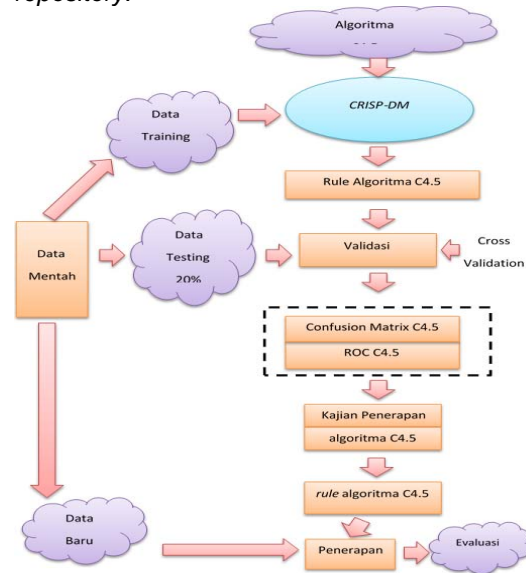 repository.
Algoritma
Data
Training
CRISP-DM
Rule Algoritma C4.5
Data
Mentah
Data
Testing
20%
Validasi
Cross
Validation
Confusion Matrix C4.5
ROC C4.5
Kajian Penerapan
algoritma C4.5
rule algoritma C4.5
Data
Baru
Penerapan
Evaluasi